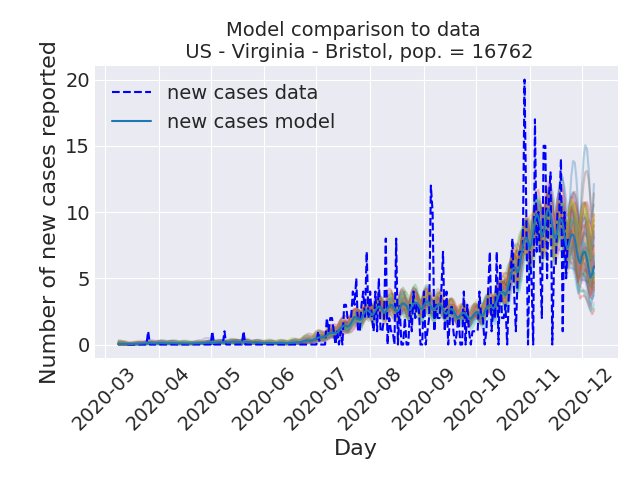 Model comparison to data
US - Virginia - Bristol, pop. = 16762
new cases data
new cases model
Number of new cases reported
20
15
10
5
0
2020-03
2020-04
2020-05
2020-06
2020-07
2020-08
2020-09
2020-10
2020-11
2020-12
Day